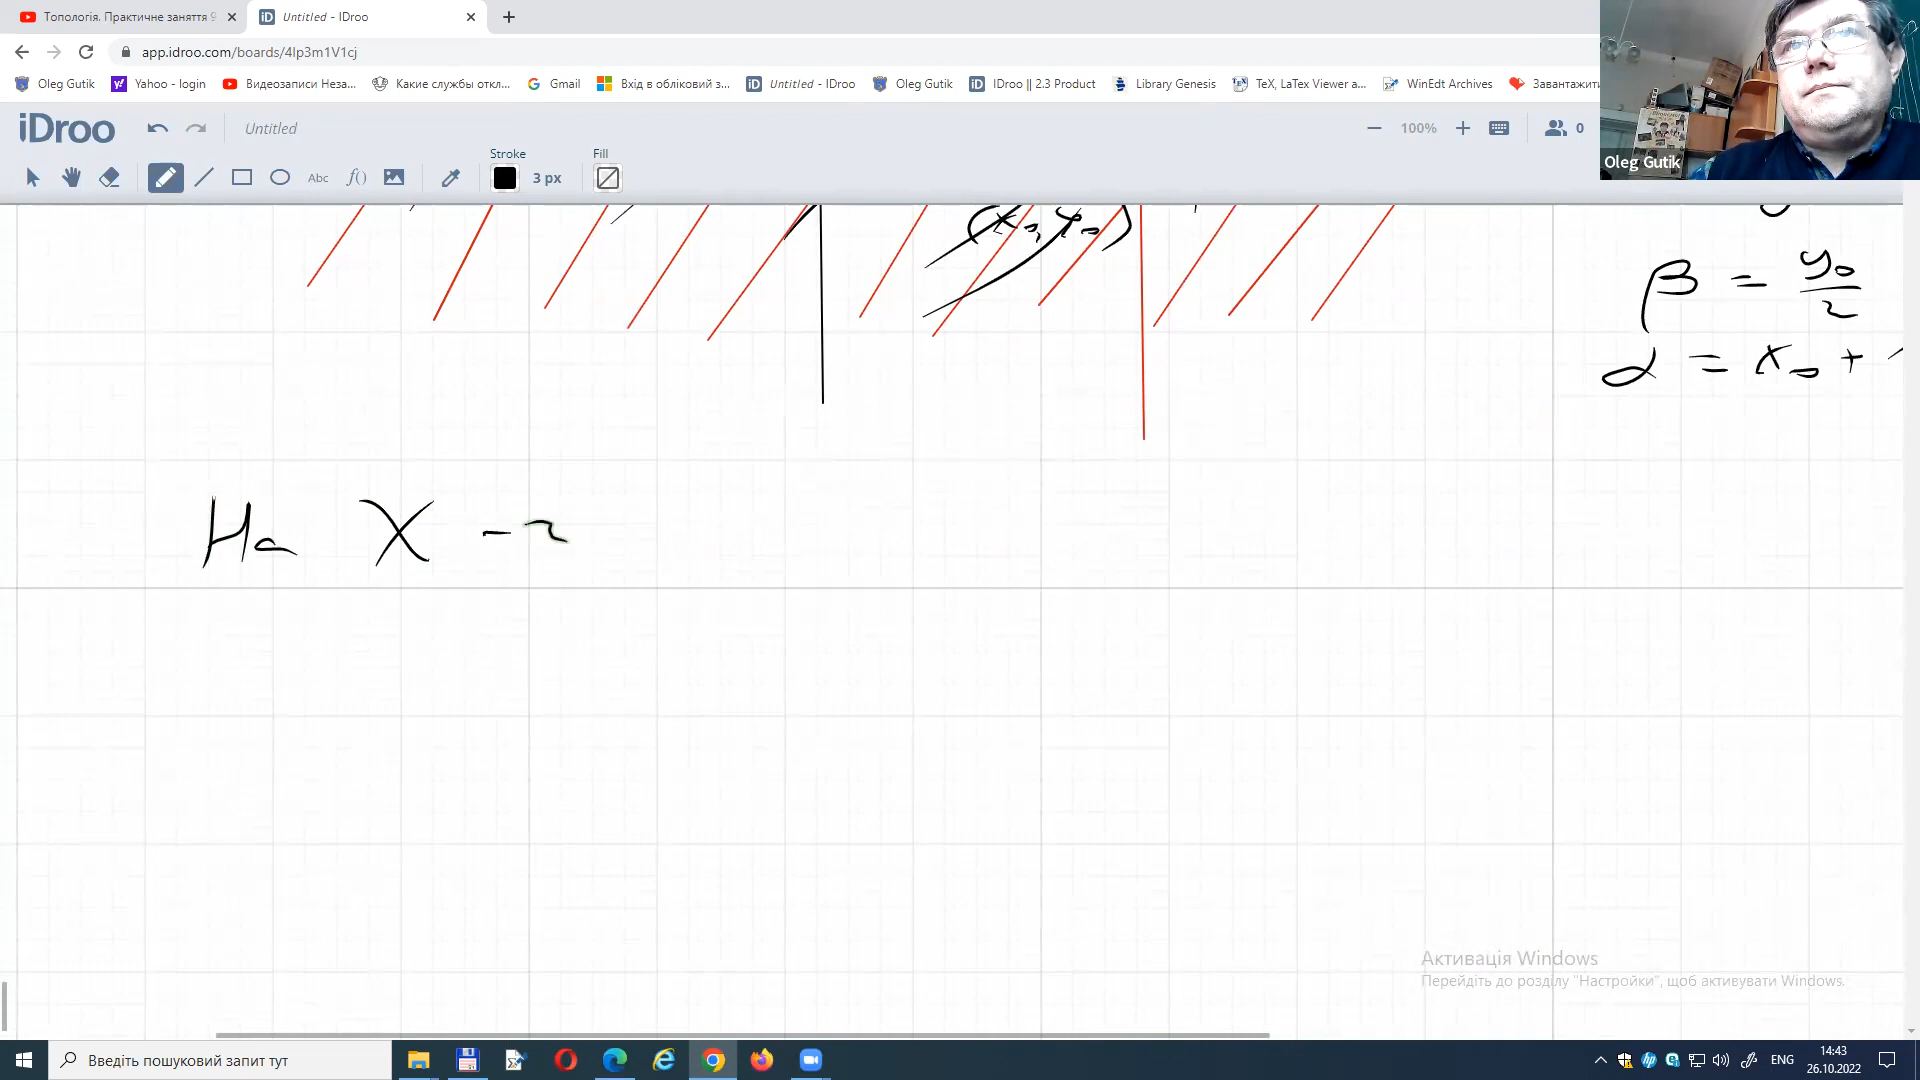 Топологія. Практичне заняття 9
Untitled - IDroo
app.idroo.com/boards/4lp3m1V1cj
Oleg Gutik
Yahoo - login
Видеозаписи Неза...
Какие службы откл...
Gmail
Вхід в обліковий з...
Untitled - IDroo
Oleg Gutik
IDroo || 2.3 Product
Library Genesis
TeX, LaTex Viewer a...
WinEdt Archives
Завантажити
Oleg Gutik
iDroo
Untitled
100%
0
Abc
f()
Stroke
3 px
Fill
(x₀, y₀)
β = y₀/2
α = x₀ +
На X -
Активація Windows
Перейдіть до розділу "Настройки", щоб активувати Windows.
Введіть пошуковий запит тут
ENG
14:43
26.10.2022